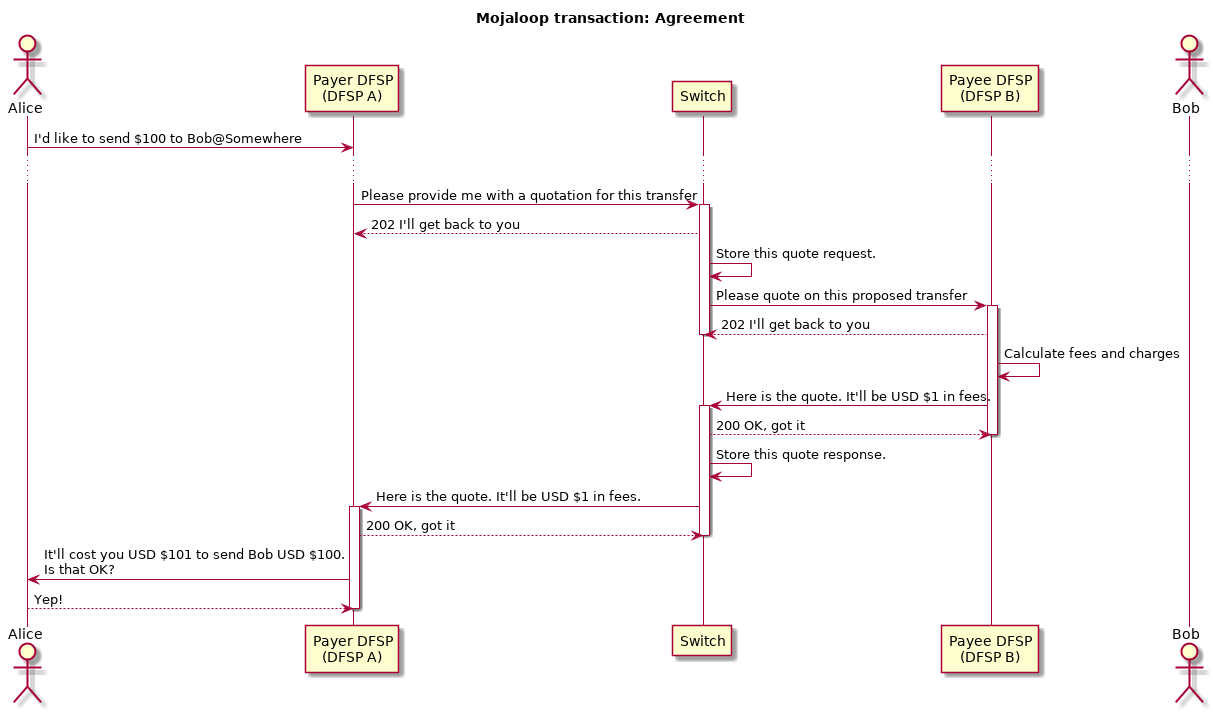 Mojaloop transaction: Agreement
Alice
Payer DFSP
(DFSP A)
Switch
Payee DFSP
(DFSP B)
Bob
I'd like to send $100 to Bob@Somewhere
Please provide me with a quotation for this transfer
202 I'll get back to you
Store this quote request.
Please quote on this proposed transfer
202 I'll get back to you
Calculate fees and charges
Here is the quote. It'll be USD $1 in fees.
200 OK, got it
Store this quote response.
Here is the quote. It'll be USD $1 in fees.
200 OK, got it
It'll cost you USD $101 to send Bob USD $100.
Is that OK?
Yep!
Alice
Payer DFSP
(DFSP A)
Switch
Payee DFSP
(DFSP B)
Bob